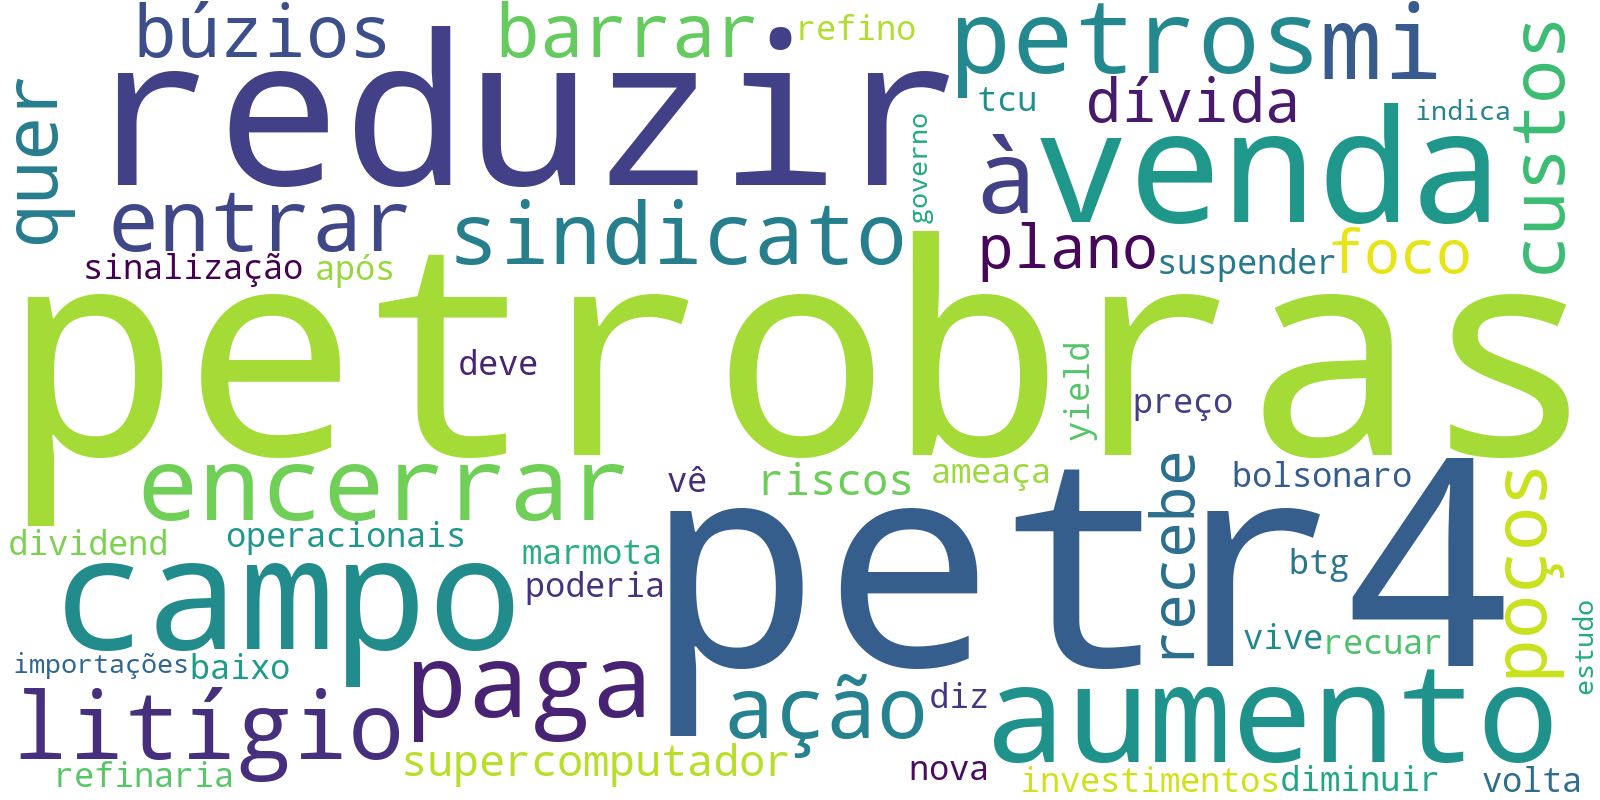 búzios
barrar
refino
petros
mi
reduzir
quer
tcu
dívida
indica
custos
governo
à
venda
entrar
sindicato
plano
suspender
foco
sinalização
após
petrobras
deve
yield
preço
encerrar
vê
riscos
ameaça
recebe
bolsonaro
poços
dividend
operacionais
marmota
petr4
btg
campo
poderia
vive
recuar
estudo
importações
baixo
paga
litígio
ação
diz
aumento
refinaria
supercomputador
nova
investimentos
diminuir
volta